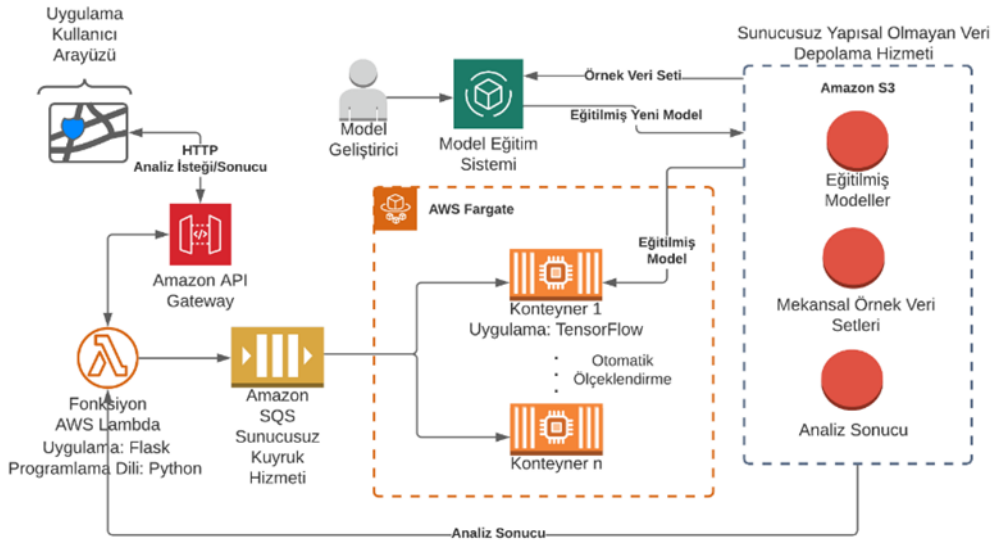 Uygulama
Kullanıcı
Arayüzü
HTTP
Analiz İsteği/Sonucu
Amazon API
Gateway
Fonksiyon
AWS Lambda
Uygulama: Flask
Programlama Dili: Python
Amazon
SQS
Sunucusuz
Kuyruk
Hizmeti
Model
Geliştirici
Model Eğitim
Sistemi
Örnek Veri Seti
Eğitilmiş Yeni Model
AWS Fargate
Eğitilmiş
Model
Konteyner 1
Uygulama: TensorFlow
Otomatik
Ölçeklendirme
Konteyner n
Sunucusuz Yapısal Olmayan Veri
Depolama Hizmeti
Amazon S3
Eğitilmiş
Modeller
Mekansal Örnek Veri
Setleri
Analiz Sonucu
Analiz Sonucu